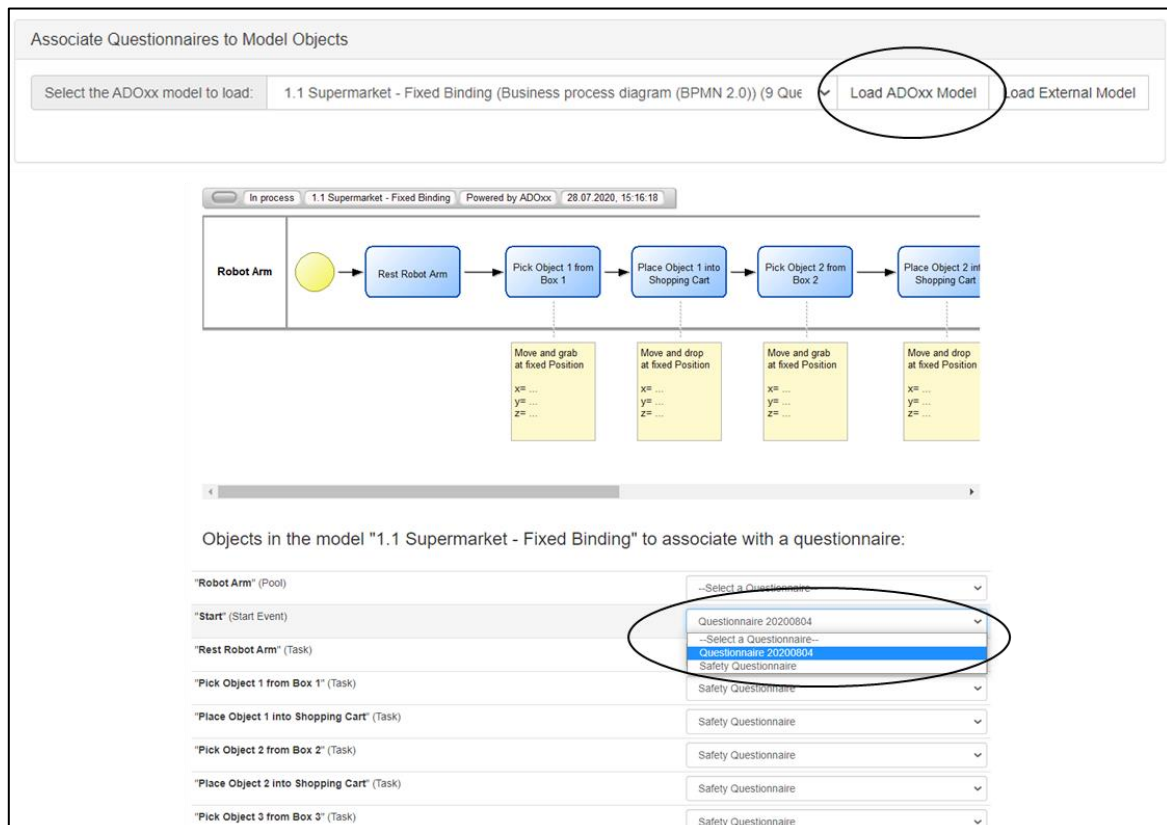 Associate Questionnaires to Model Objects
Select the ADOxx model to load:
1.1 Supermarket - Fixed Binding (Business process diagram (BPMN 2.0)) (9 Que
Load ADOxx Model
Load External Model
In process
1.1 Supermarket - Fixed Binding
Powered by ADOxx
28.07.2020, 15:16:18
Robot Arm
Rest Robot Arm
Pick Object 1 from
Box 1
Place Object 1 into
Shopping Cart
Pick Object 2 from
Box 2
Place Object 2 int
Shopping Cart
Move and grab
at fixed Position
x= ...
y= ...
z= ...
Move and drop
at fixed Position
x= ...
y= ...
z= ...
Move and grab
at fixed Position
x= ...
y= ...
z= ...
Move and drop
at fixed Position
x= ...
y= ...
z= ...
Objects in the model "1.1 Supermarket - Fixed Binding" to associate with a questionnaire:
"Robot Arm" (Pool)
--Select a Questionnaire--
"Start" (Start Event)
Questionnaire 20200804
--Select a Questionnaire--
Questionnaire 20200804
Safety Questionnaire
"Rest Robot Arm" (Task)
"Pick Object 1 from Box 1" (Task)
Safety Questionnaire
"Place Object 1 into Shopping Cart" (Task)
Safety Questionnaire
"Pick Object 2 from Box 2" (Task)
Safety Questionnaire
"Place Object 2 into Shopping Cart" (Task)
Safety Questionnaire
"Pick Object 3 from Box 3" (Task)
Safety Questionnaire